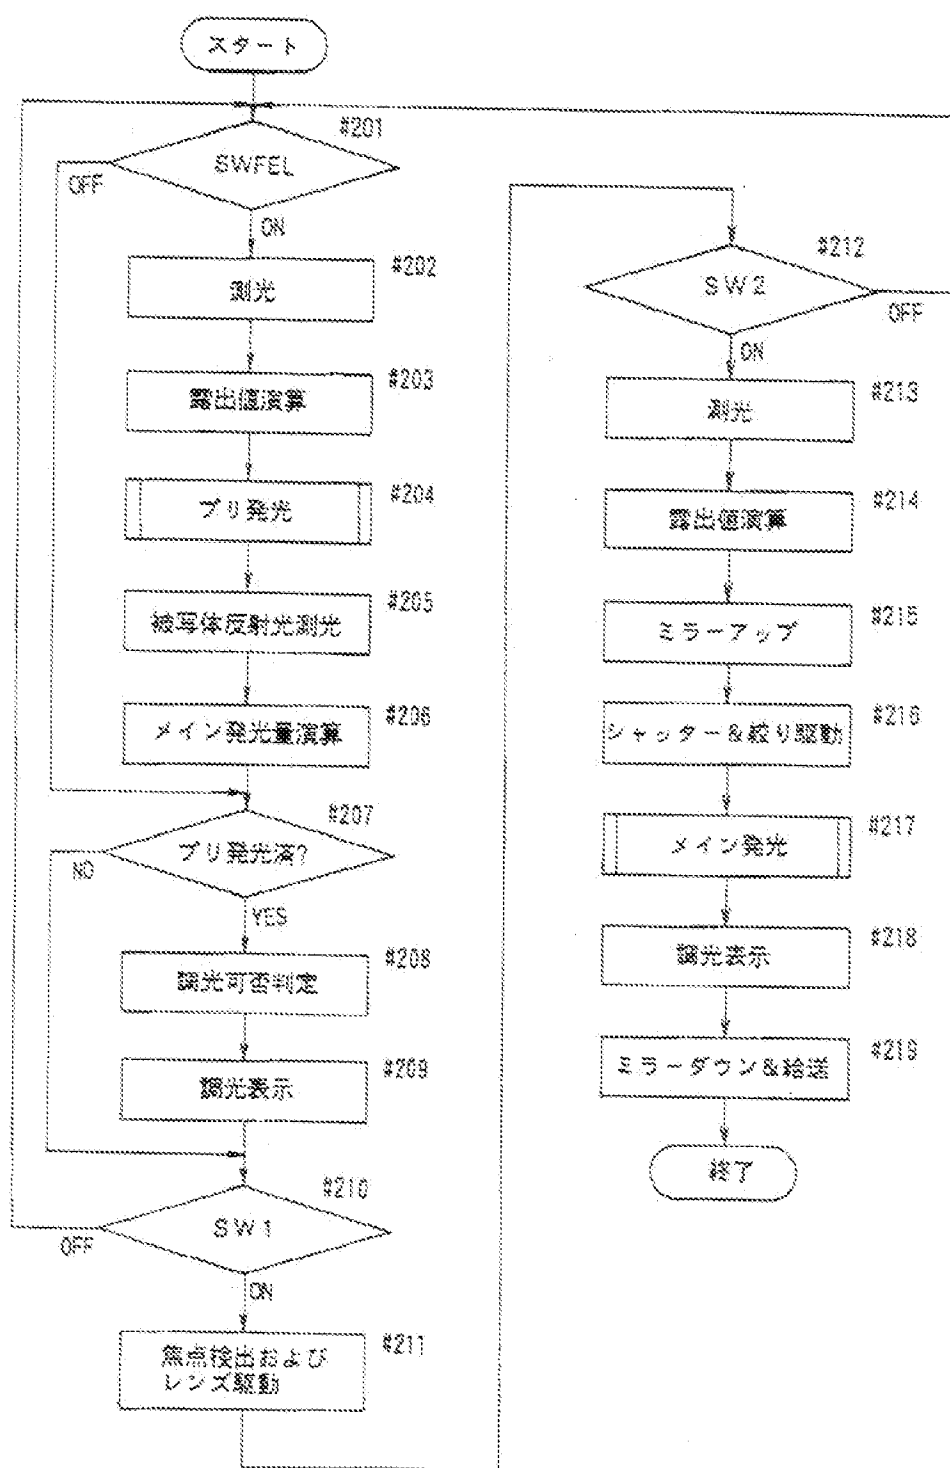 スタート
#201
SWFEL
OFF
ON
#202
測光
#203
露出値演算
#204
プリ発光
#205
被写体反射光測光
#206
メイン発光量演算
#207
プリ発光済?
NO
YES
#208
調光可否判定
#209
調光表示
#210
SW1
OFF
ON
#211
焦点検出および
レンズ駆動
#212
SW2
OFF
ON
#213
測光
#214
露出値演算
#215
ミラーアップ
#216
シャッター&絞り駆動
#217
メイン発光
#218
調光表示
#219
ミラーダウン&給送
終了